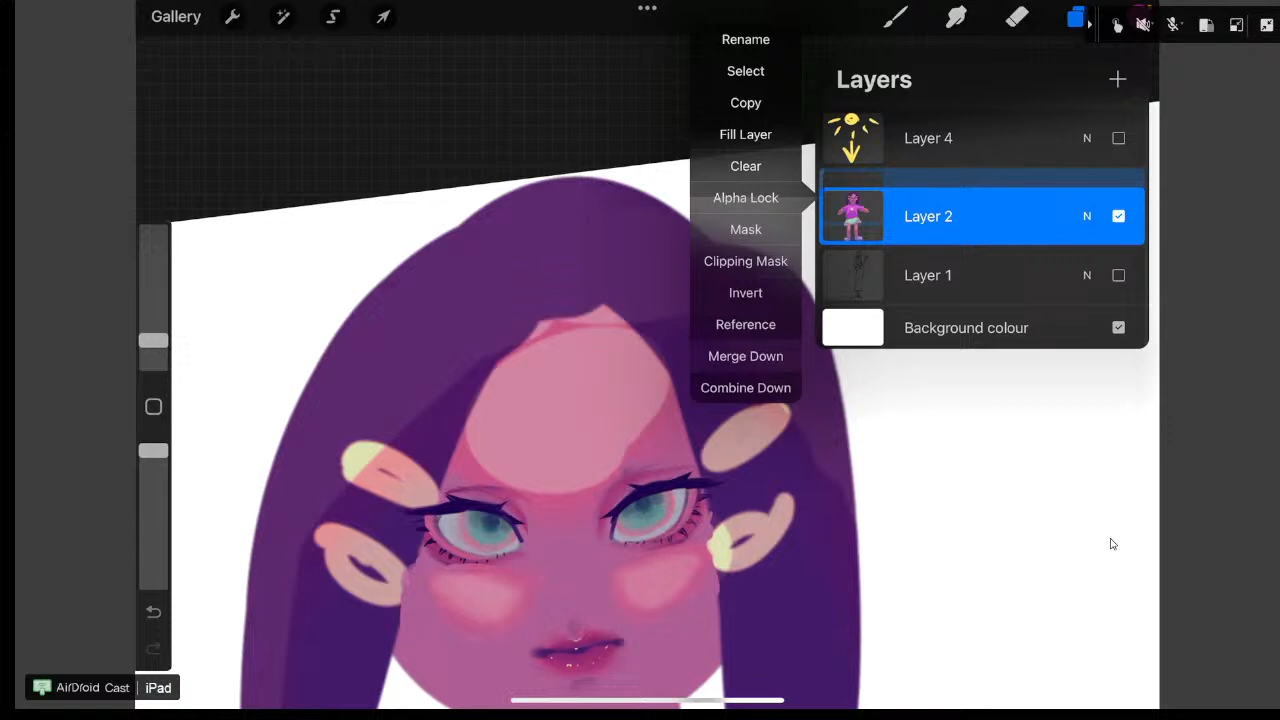 Gallery
Rename
Select
Copy
Fill Layer
Clear
Alpha Lock
Mask
Clipping Mask
Invert
Reference
Merge Down
Combine Down
Layers
Layer 4 N
Layer 2 N
Layer 1 N
Background colour
AirDroid Cast iPad